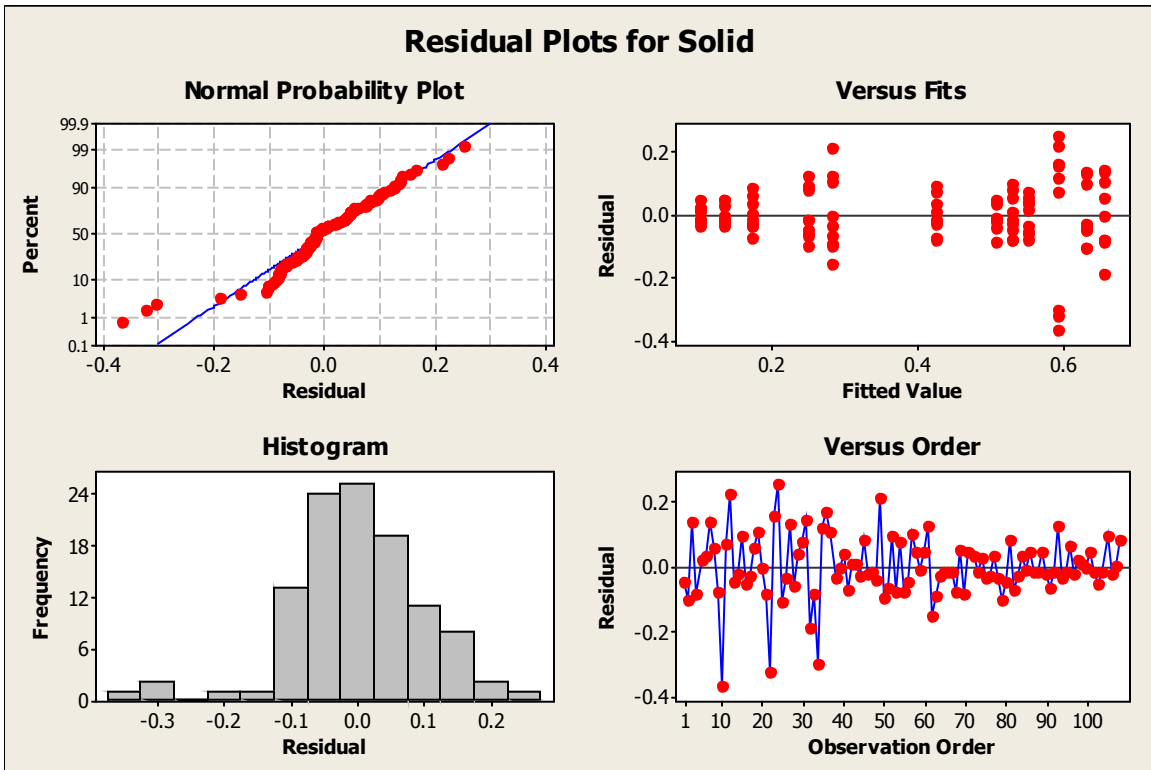 Residual Plots for Solid
Normal Probability Plot
99.9
99
90
50
10
1
0.1
Percent
-0.4 -0.2 0.0 0.2 0.4
Residual
Versus Fits
0.2
0.0
-0.2
-0.4
Residual
0.2 0.4 0.6
Fitted Value
Histogram
24
18
12
6
0
Frequency
-0.3 -0.2 -0.1 0.0 0.1 0.2
Residual
Versus Order
0.2
0.0
-0.2
-0.4
Residual
1 10 20 30 40 50 60 70 80 90 100
Observation Order